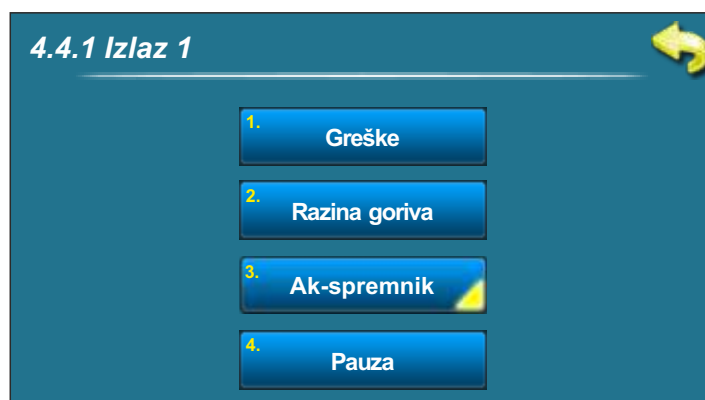 4.4.1 Izlaz 1
1.
Greške
2.
Razina goriva
3.
Ak-spremnik
4.
Pauza